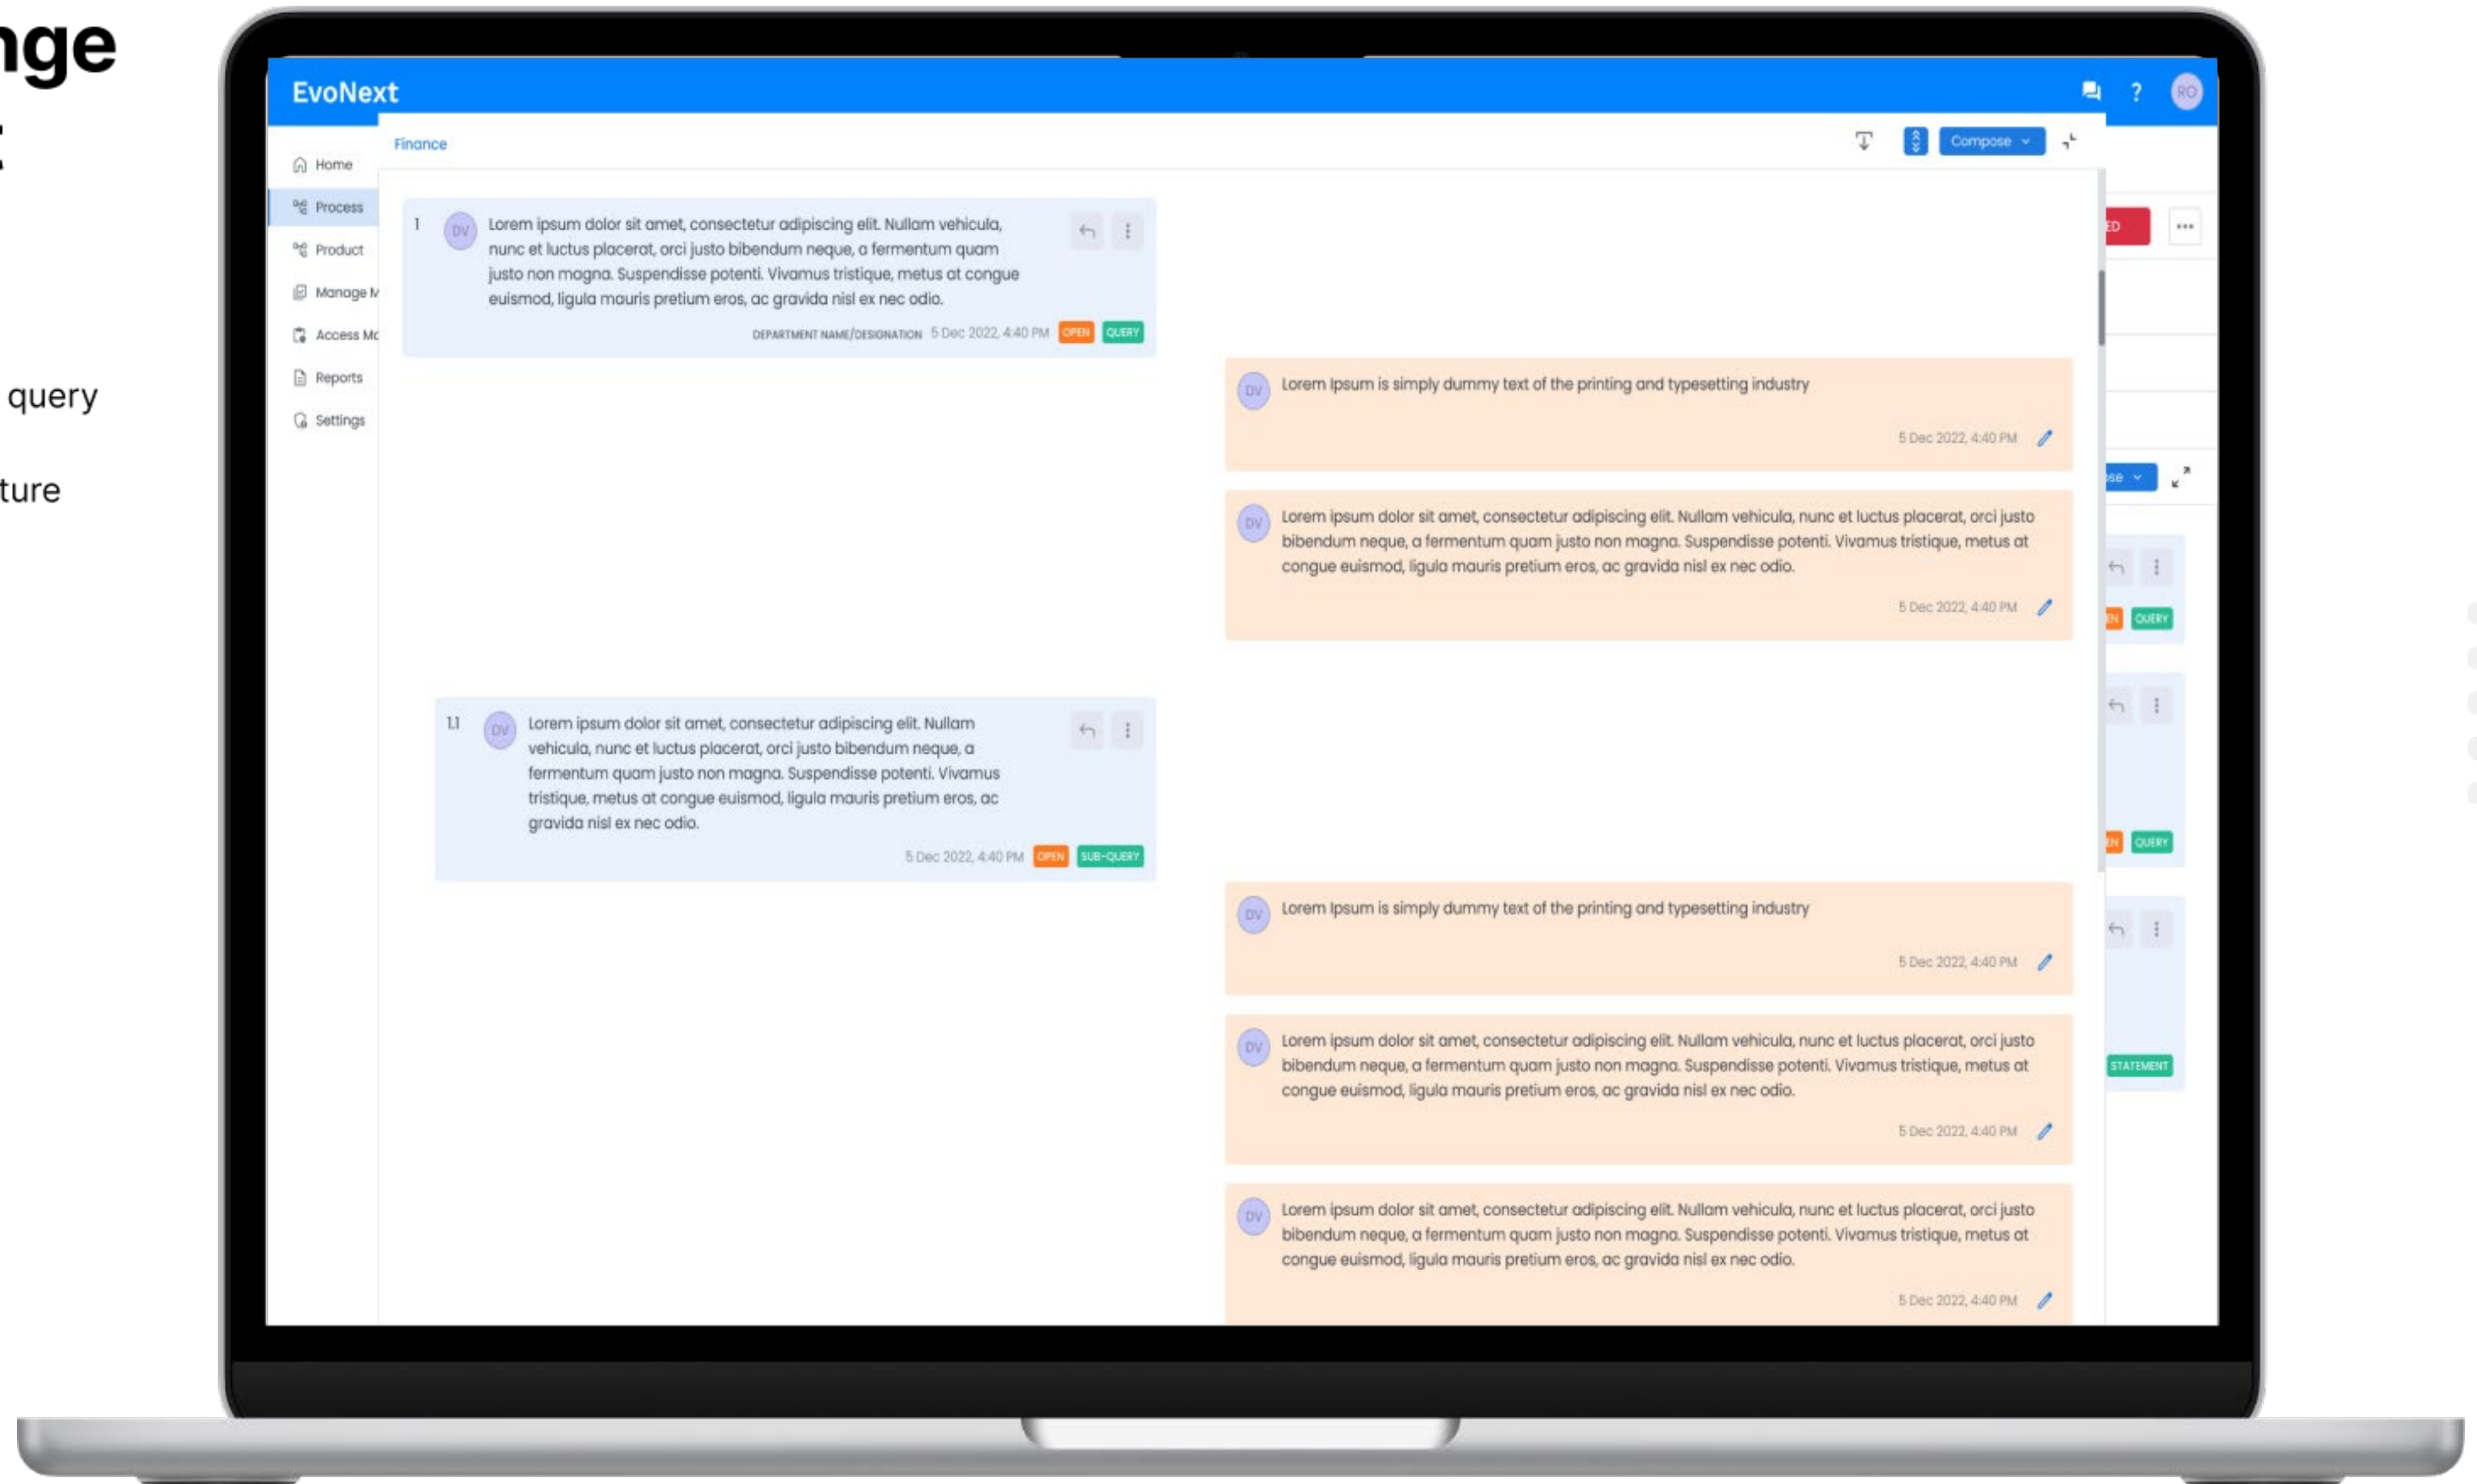 nge
t
query
ture
EvoNext
?
RO
Home
Process
Product
Manage M
Access Mc
Reports
Settings
Finance
Compose
1
DV
Lorem ipsum dolor sit amet, consectetur adipiscing elit. Nullam vehicula,
nunc et luctus placerat, orci justo bibendum neque, a fermentum quam
justo non magna. Suspendisse potenti. Vivamus tristique, metus at congue
euismod, ligula mauris pretium eros, ac gravida nisl ex nec odio.
DEPARTMENT NAME/DESIGNATION 5 Dec 2022, 4:40 PM OPEN QUERY
DV
Lorem Ipsum is simply dummy text of the printing and typesetting industry
5 Dec 2022, 4:40 PM
DV
Lorem ipsum dolor sit amet, consectetur adipiscing elit. Nullam vehicula, nunc et luctus placerat, orci justo
bibendum neque, a fermentum quam justo non magna. Suspendisse potenti. Vivamus tristique, metus at
congue euismod, ligula mauris pretium eros, ac gravida nisl ex nec odio.
5 Dec 2022, 4:40 PM
1.1
DV
Lorem ipsum dolor sit amet, consectetur adipiscing elit. Nullam
vehicula, nunc et luctus placerat, orci justo bibendum neque, a
fermentum quam justo non magna. Suspendisse potenti. Vivamus
tristique, metus at congue euismod, ligula mauris pretium eros, ac
gravida nisl ex nec odio.
5 Dec 2022, 4:40 PM OPEN SUB-QUERY
DV
Lorem Ipsum is simply dummy text of the printing and typesetting industry
5 Dec 2022, 4:40 PM
DV
Lorem ipsum dolor sit amet, consectetur adipiscing elit. Nullam vehicula, nunc et luctus placerat, orci justo
bibendum neque, a fermentum quam justo non magna. Suspendisse potenti. Vivamus tristique, metus at
congue euismod, ligula mauris pretium eros, ac gravida nisl ex nec odio.
5 Dec 2022, 4:40 PM
DV
Lorem ipsum dolor sit amet, consectetur adipiscing elit. Nullam vehicula, nunc et luctus placerat, orci justo
bibendum neque, a fermentum quam justo non magna. Suspendisse potenti. Vivamus tristique, metus at
congue euismod, ligula mauris pretium eros, ac gravida nisl ex nec odio.
5 Dec 2022, 4:40 PM
ED
ose
EN QUERY
EN QUERY
STATEMENT